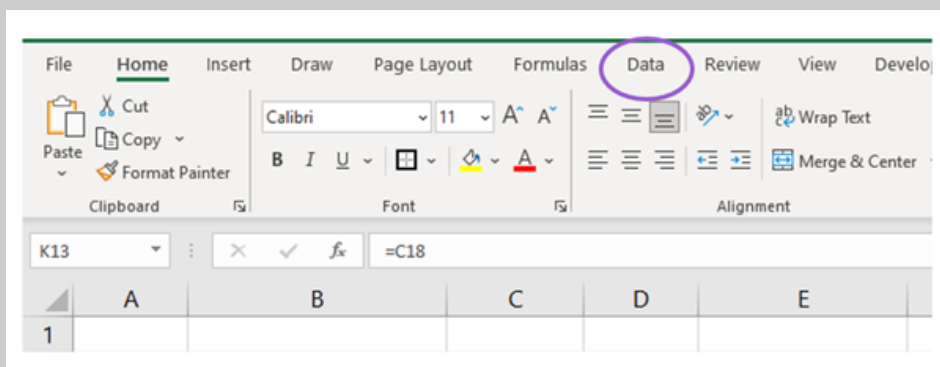 File Home Insert Draw Page Layout Formulas Data Review View Develo
Cut
Copy
Paste
Format Painter
Clipboard
Calibri 11 A^ A˅
B I U A
Font
ab Wrap Text
Merge & Center
Alignment
K13 fx =C18
A B C D E
1